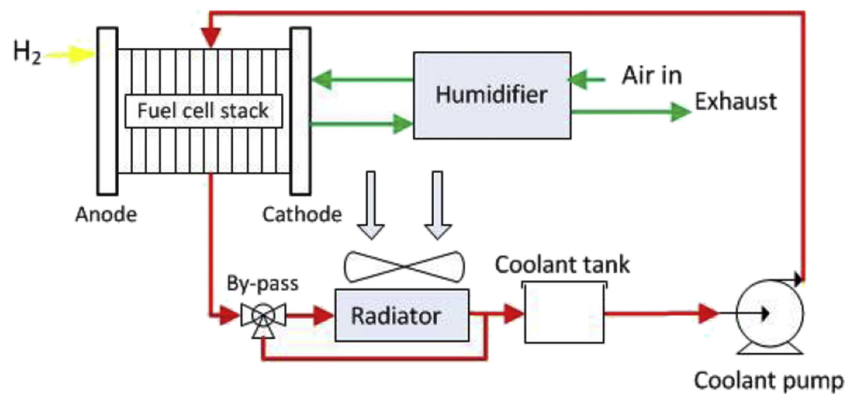 H₂
Fuel cell stack
Humidifier
Air in
Exhaust
Anode
Cathode
By-pass
Radiator
Coolant tank
Coolant pump